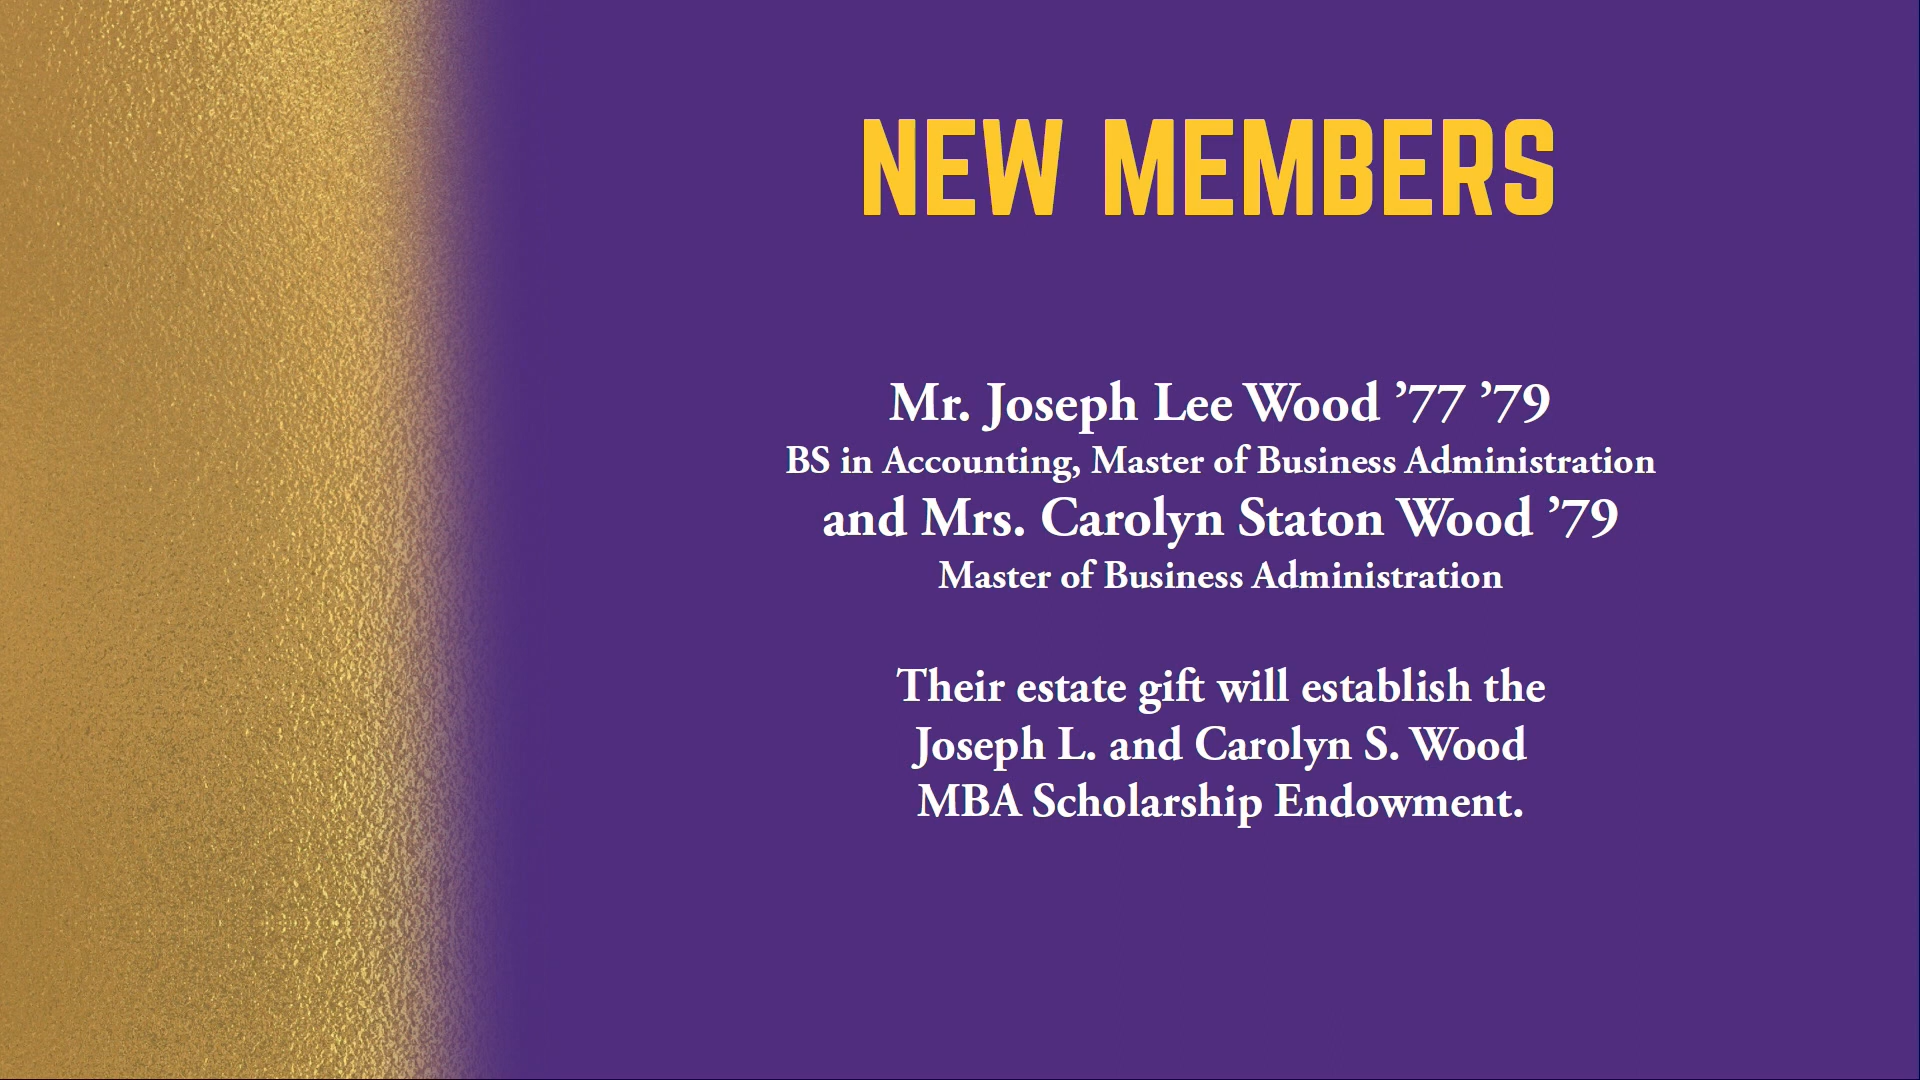 NEW MEMBERS
Mr. Joseph Lee Wood ’77 ’79
BS in Accounting, Master of Business Administration
and Mrs. Carolyn Staton Wood ’79
Master of Business Administration
Their estate gift will establish the
Joseph L. and Carolyn S. Wood
MBA Scholarship Endowment.